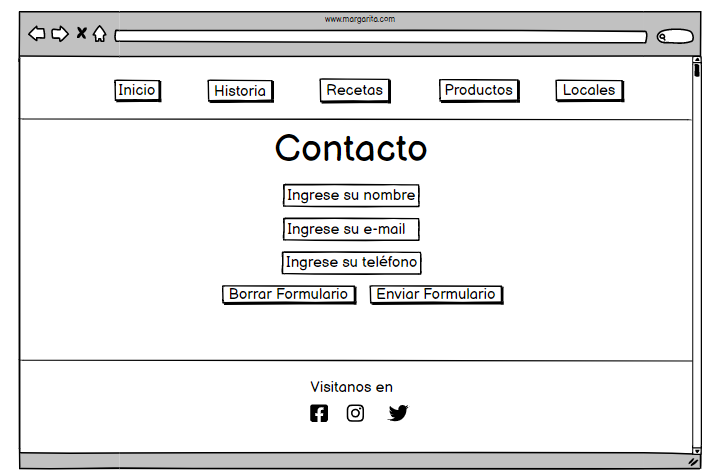 www.margarita.com
Inicio Historia Recetas Productos Locales
Contacto
Ingrese su nombre
Ingrese su e-mail
Ingrese su teléfono
Borrar Formulario Enviar Formulario
Visitanos en